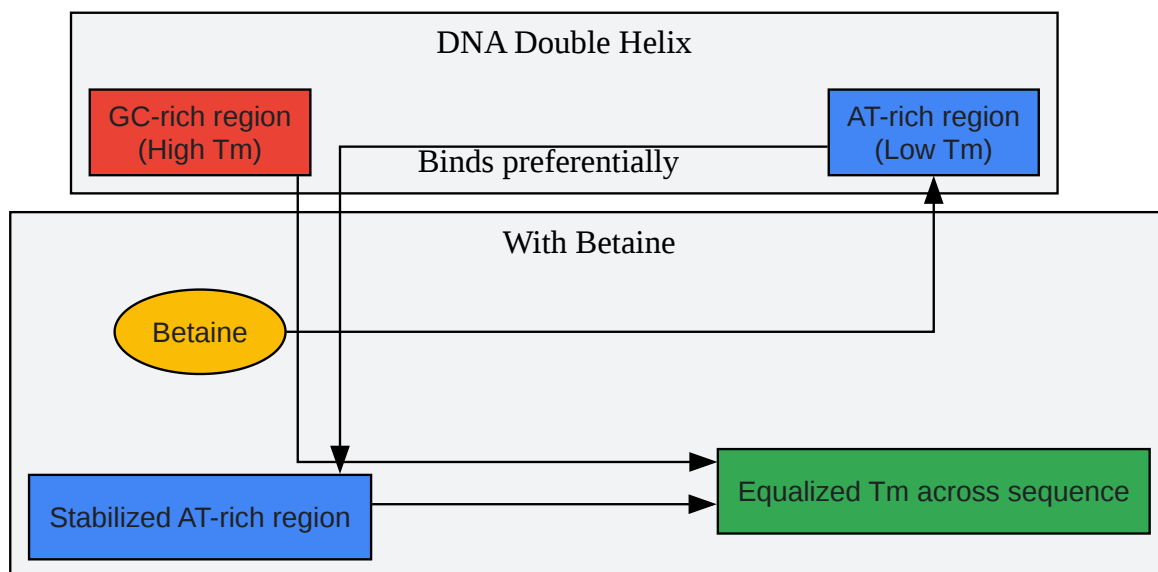 DNA Double Helix
GC-rich region
(High Tm)
AT-rich region
(Low Tm)
Binds preferentially
With Betaine
Betaine
Stabilized AT-rich region
Equalized Tm across sequence